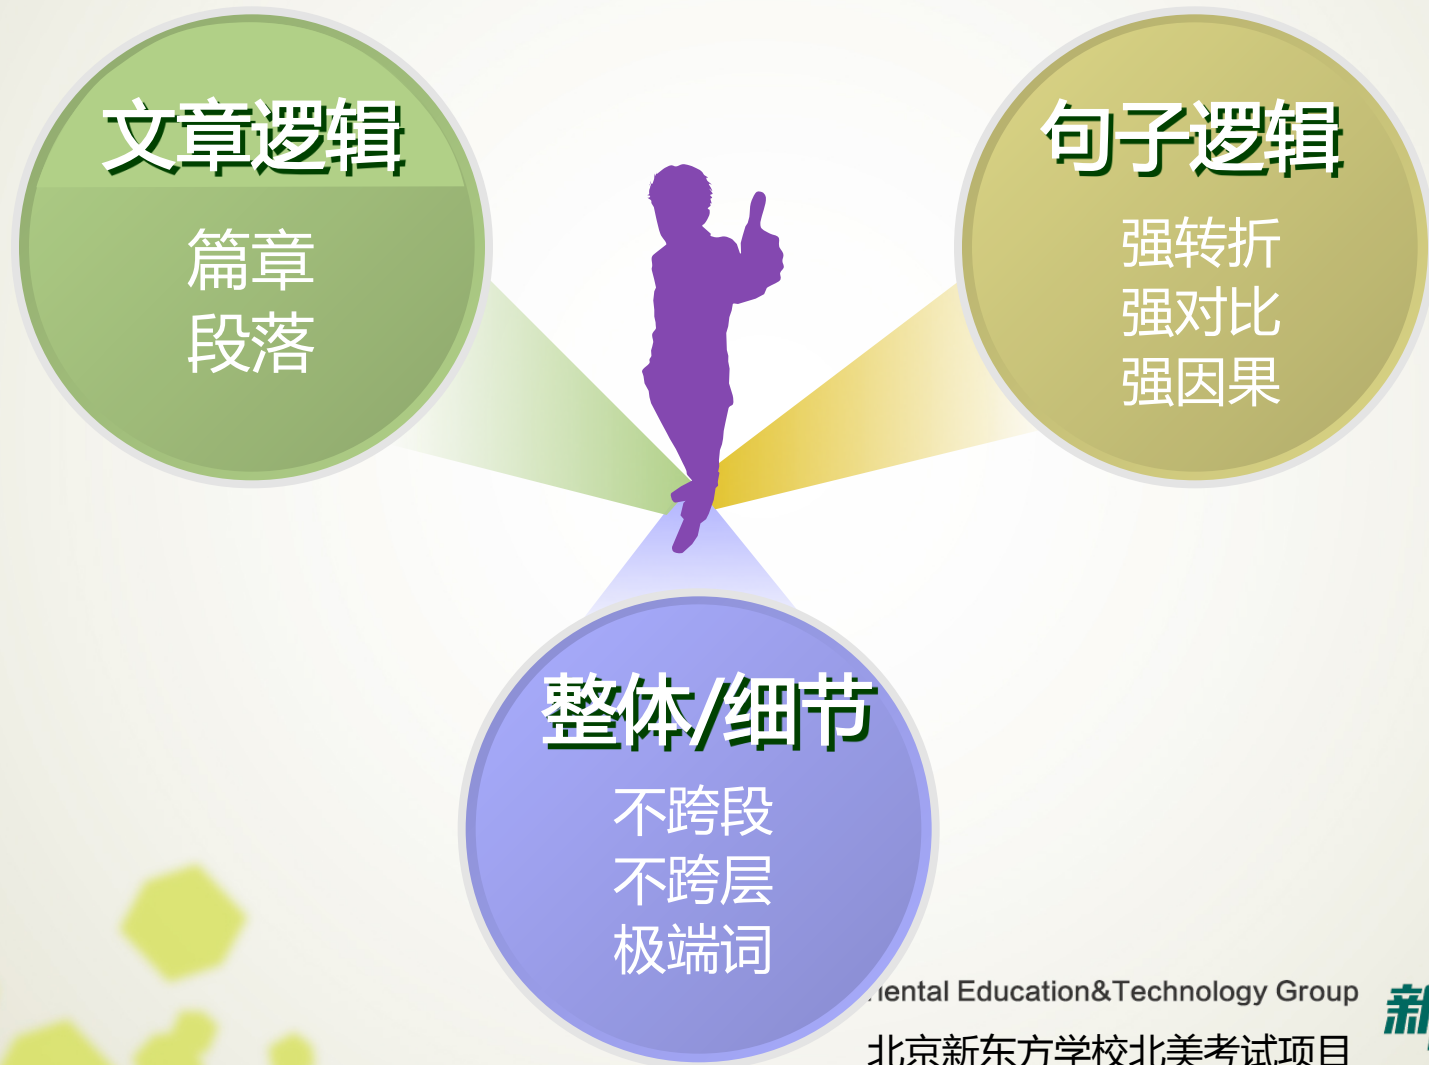 文章逻辑
篇章
段落
句子逻辑
强转折
强对比
强因果
整体/细节
不跨段
不跨层
极端词
Education&Technology Group
新
北京新东方学校北美考试项目